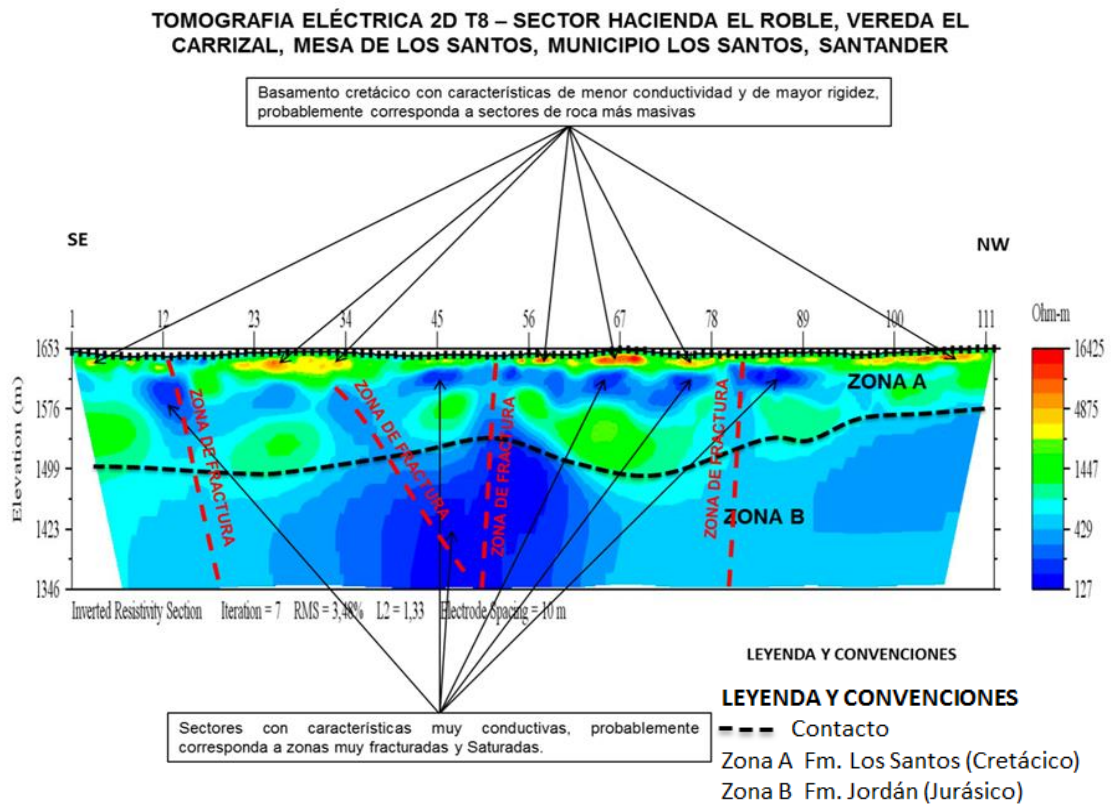 TOMOGRAFIA ELÉCTRICA 2D T8 – SECTOR HACIENDA EL ROBLE, VEREDA EL
CARRIZAL, MESA DE LOS SANTOS, MUNICIPIO LOS SANTOS, SANTANDER
Basamento cretácico con características de menor conductividad y de mayor rigidez,
probablemente corresponda a sectores de roca más masivas
SE
NW
1 12 23 34 45 56 67 78 89 100 111
Ohm-m
Elevation (m)
1653
1576
1499
1423
1346
16425
4875
1447
429
127
ZONA A
ZONA DE FRACTURA
ZONA DE FRACTURA
ZONA DE FRACTURA
ZONA DE FRACTURA
ZONA B
Inverted Resistivity Section Iteration = 7 RMS = 3,48% L2 = 1,33 Electrode Spacing = 10 m
LEYENDA Y CONVENCIONES
LEYENDA Y CONVENCIONES
Contacto
Zona A Fm. Los Santos (Cretácico)
Zona B Fm. Jordán (Jurásico)
Sectores con características muy conductivas, probablemente
corresponda a zonas muy fracturadas y Saturadas.